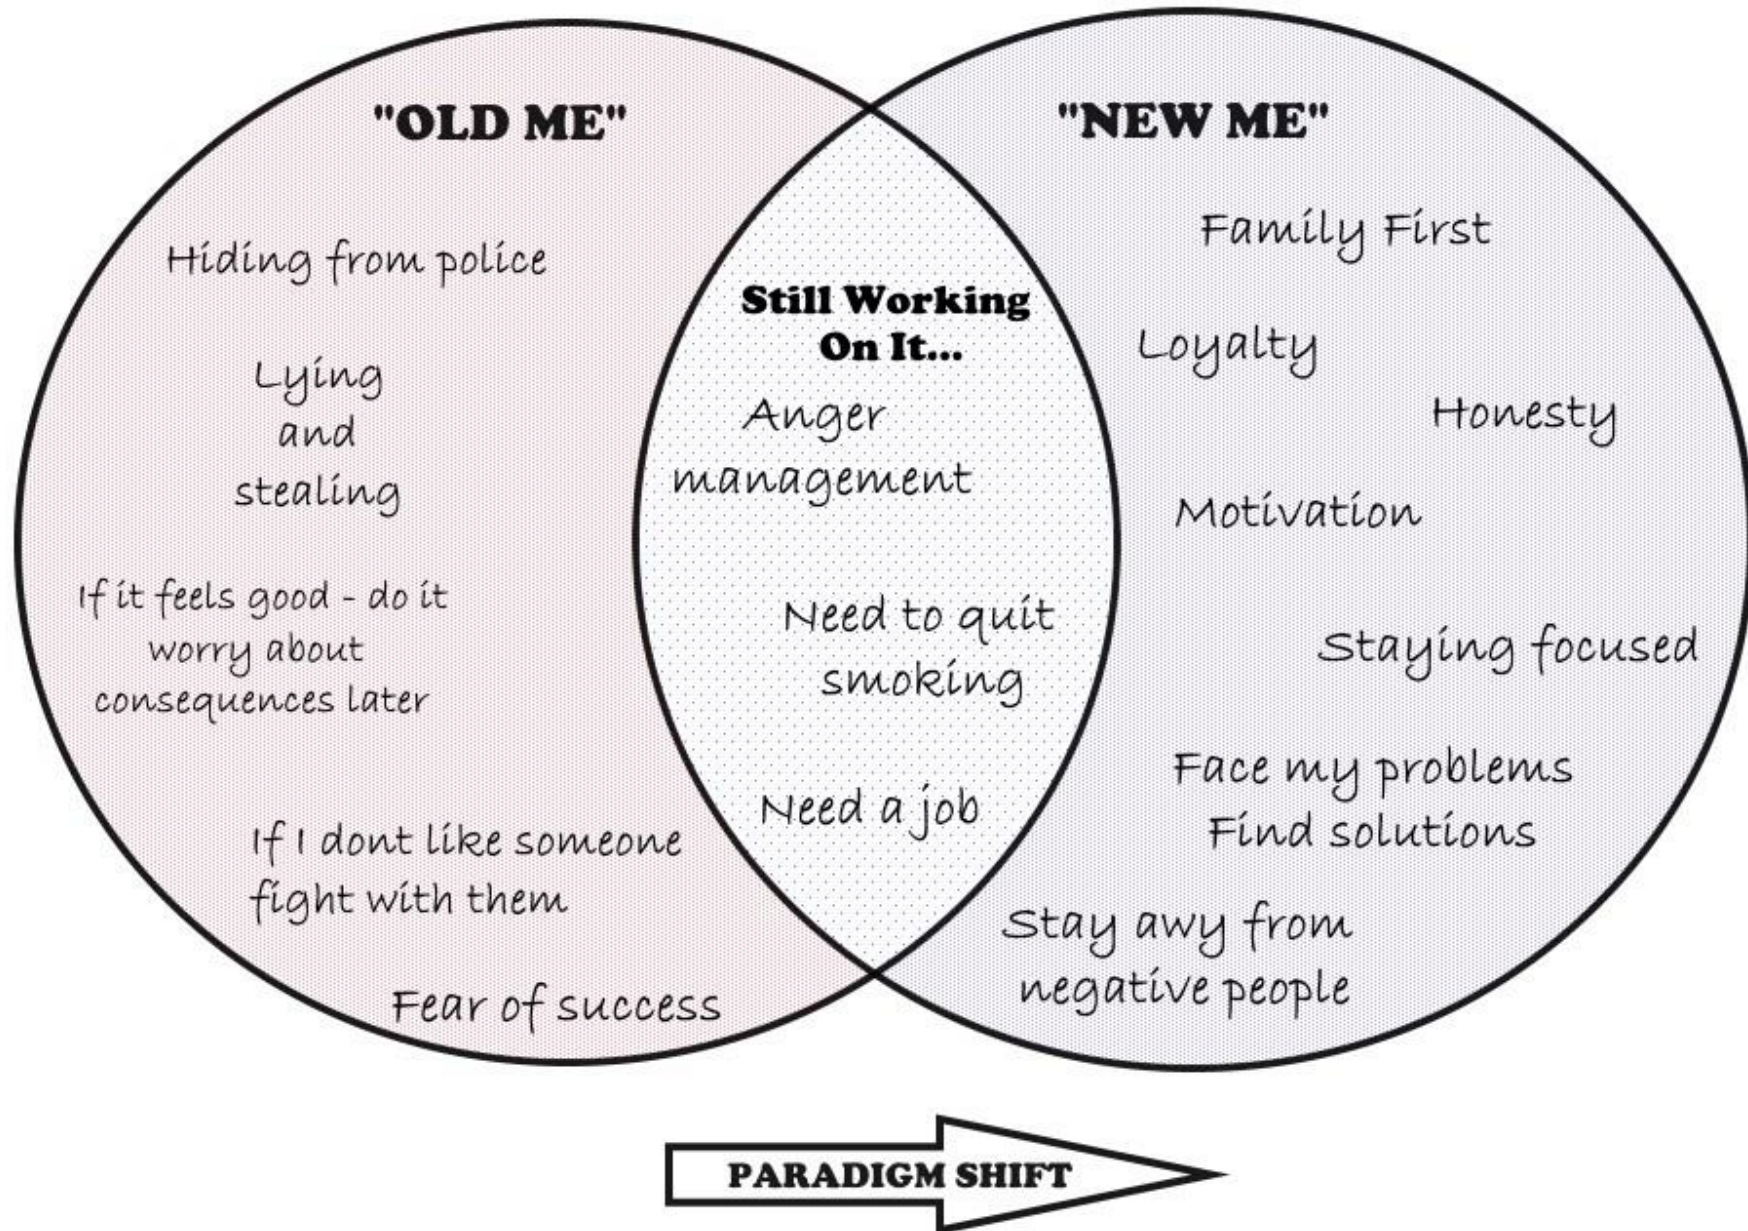 "OLD ME"
Hiding from police
Lying
and
stealing
If it feels good - do it
worry about
consequences later
If I dont like someone
fight with them
Fear of success
Still Working
On It...
Anger
management
Need to quit
smoking
Need a job
"NEW ME"
Family First
Loyalty
Honesty
Motivation
Staying focused
Face my problems
Find solutions
Stay awy from
negative people
PARADIGM SHIFT